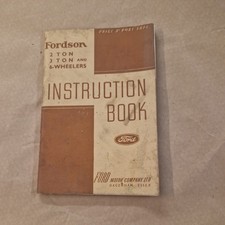 Fordson
2 TON
3 TON AND
6-WHEELERS
INSTRUCTION
BOOK
Ford
FORD MOTOR COMPANY LTD